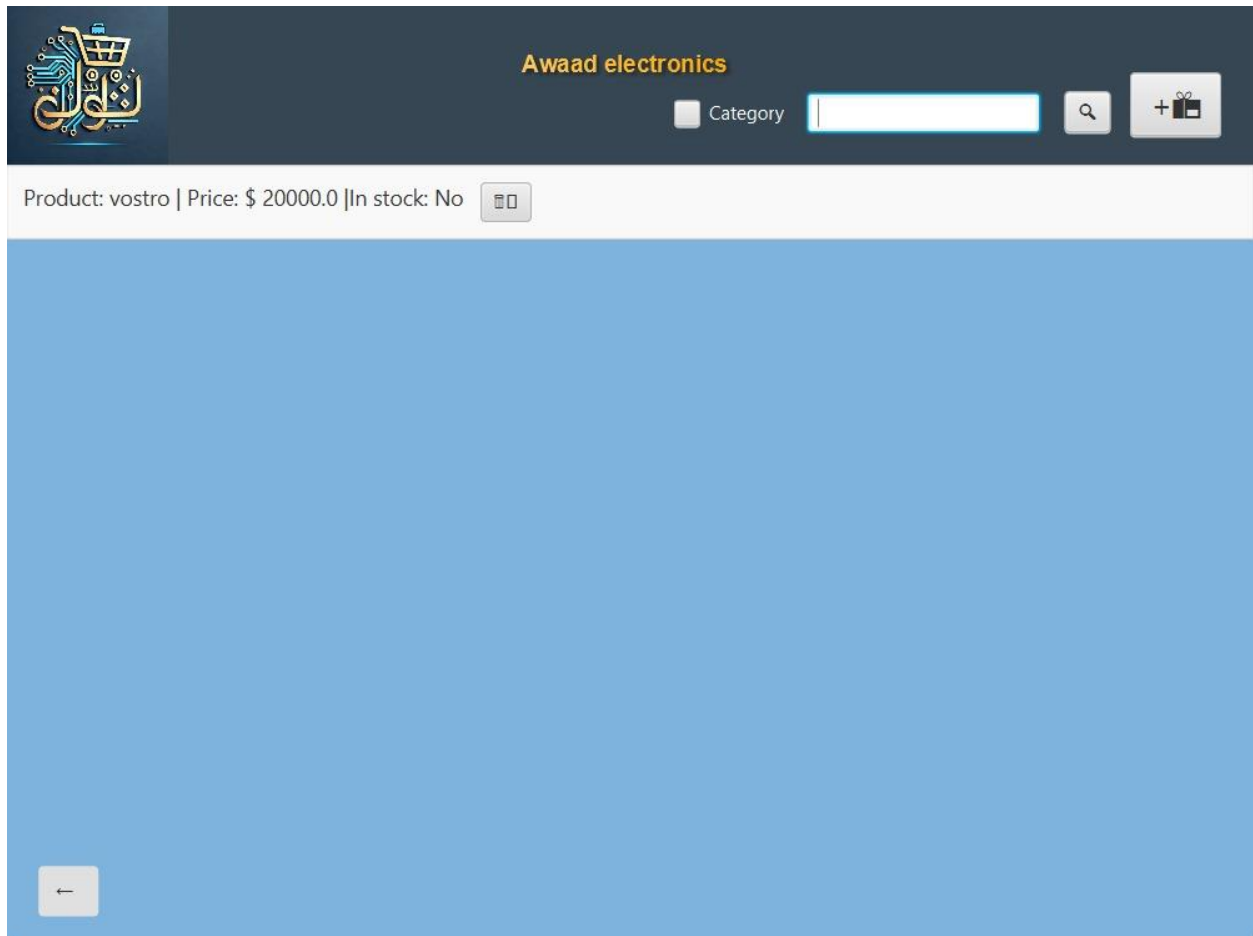 Awaad electronics
Category
+
Product: vostro | Price: $ 20000.0 |In stock: No
←